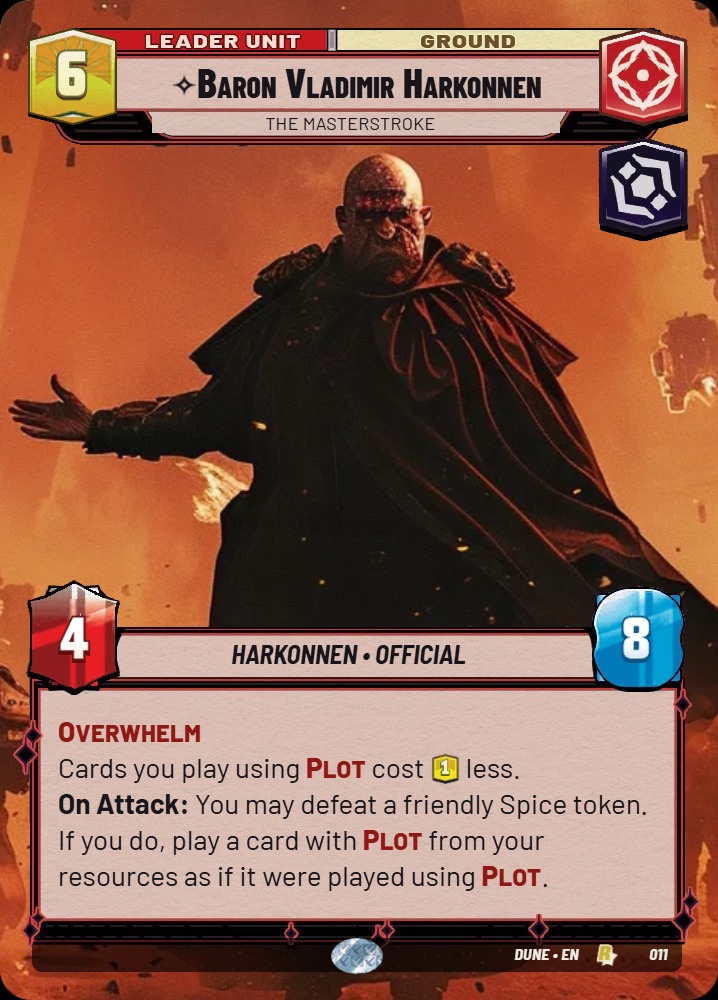 LEADER UNIT
GROUND
6
BARON VLADIMIR HARKONNEN
THE MASTERSTROKE
4
HARKONNEN • OFFICIAL
8
OVERWHELM
Cards you play using PLOT cost 1 less.
On Attack: You may defeat a friendly Spice token.
If you do, play a card with PLOT from your
resources as if it were played using PLOT.
DUNE • EN R 011